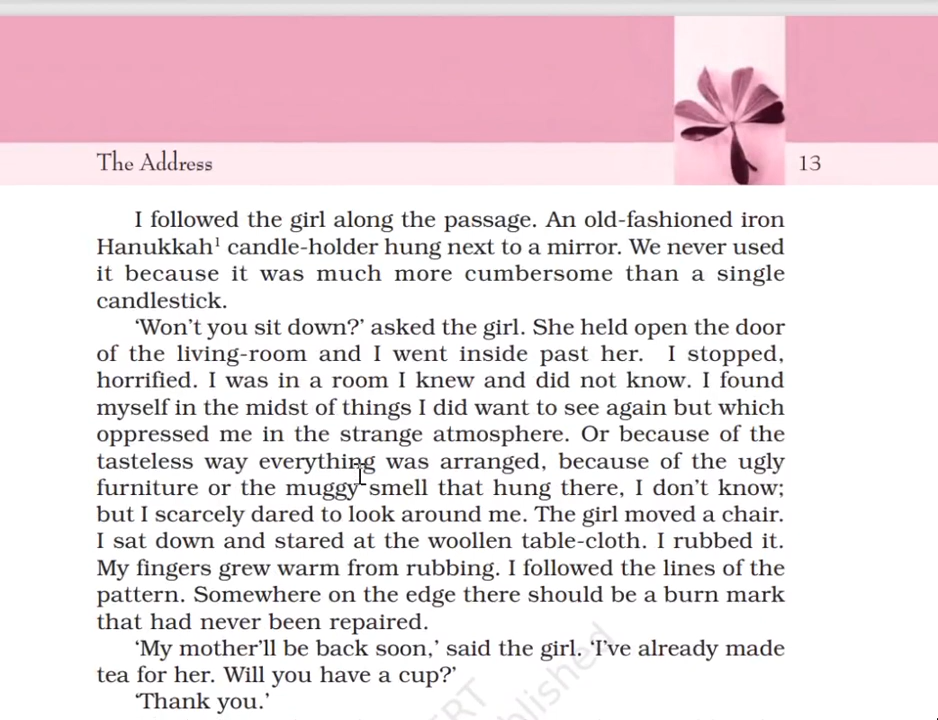 The Address
13
I followed the girl along the passage. An old-fashioned iron
Hanukkah¹ candle-holder hung next to a mirror. We never used
it because it was much more cumbersome than a single
candlestick.
‘Won’t you sit down?’ asked the girl. She held open the door
of the living-room and I went inside past her. I stopped,
horrified. I was in a room I knew and did not know. I found
myself in the midst of things I did want to see again but which
oppressed me in the strange atmosphere. Or because of the
tasteless way everything was arranged, because of the ugly
furniture or the muggy smell that hung there, I don’t know;
but I scarcely dared to look around me. The girl moved a chair.
I sat down and stared at the woollen table-cloth. I rubbed it.
My fingers grew warm from rubbing. I followed the lines of the
pattern. Somewhere on the edge there should be a burn mark
that had never been repaired.
‘My mother’ll be back soon,’ said the girl. ‘I’ve already made
tea for her. Will you have a cup?’
‘Thank you.’